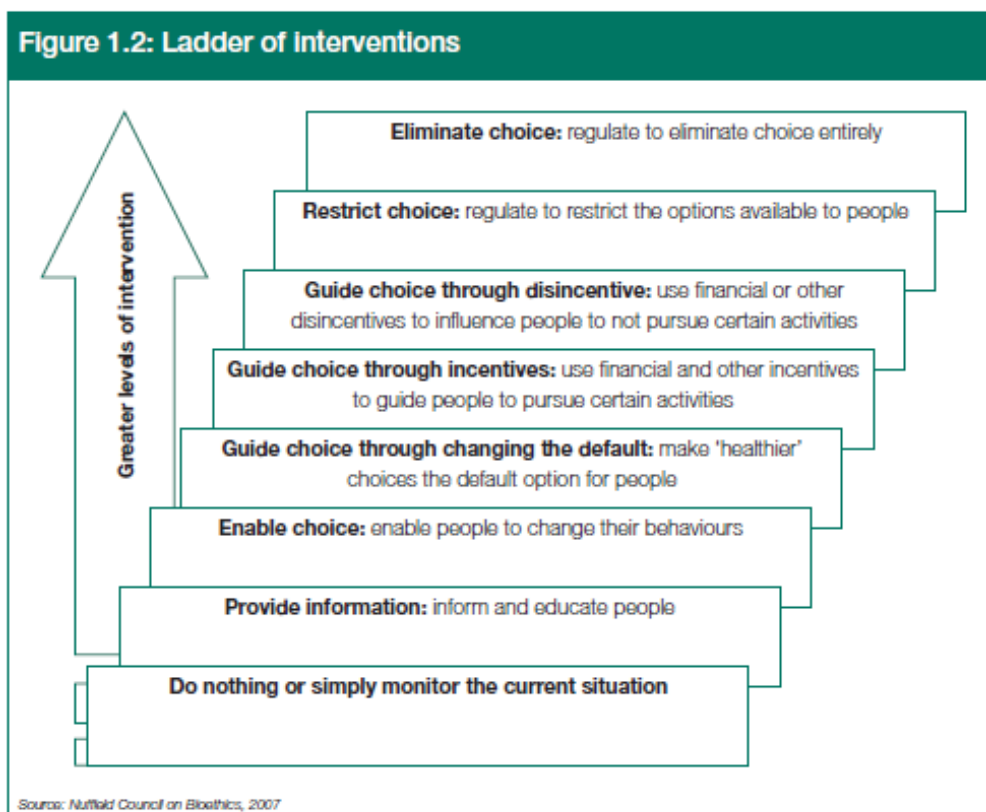 Figure 1.2: Ladder of interventions
Eliminate choice: regulate to eliminate choice entirely
Restrict choice: regulate to restrict the options available to people
Guide choice through disincentive: use financial or other
disincentives to influence people to not pursue certain activities
Guide choice through incentives: use financial and other incentives
to guide people to pursue certain activities
Guide choice through changing the default: make ‘healthier’
choices the default option for people
Enable choice: enable people to change their behaviours
Provide information: inform and educate people
Do nothing or simply monitor the current situation
Greater levels of intervention
Source: Nuffield Council on Bioethics, 2007